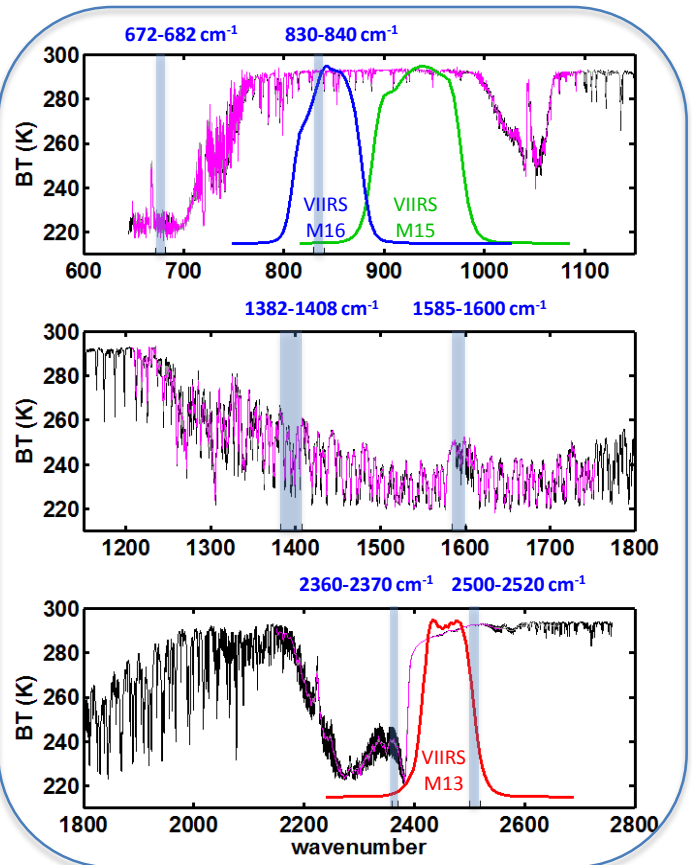 672-682 cm⁻¹ 830-840 cm⁻¹
300
280
260
240
220
BT (K)
VIIRS M16
VIIRS M15
600 700 800 900 1000 1100
1382-1408 cm⁻¹ 1585-1600 cm⁻¹
300
280
260
240
220
BT (K)
1200 1300 1400 1500 1600 1700 1800
2360-2370 cm⁻¹ 2500-2520 cm⁻¹
300
280
260
240
220
BT (K)
VIIRS
M13
1800 2000 2200 2400 2600 2800
wavenumber